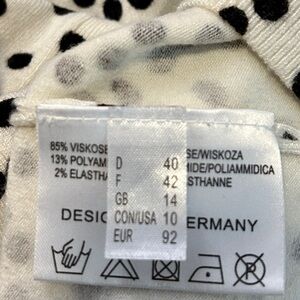 85% VISKOSE
13% POLYAM
2% ELASTHA
SE/WISKOZA
HIDE/POLIAMMIDICA
STHANNE
D 40
F 42
GB 14
CON/USA 10
EUR 92
DESIG
ERMANY